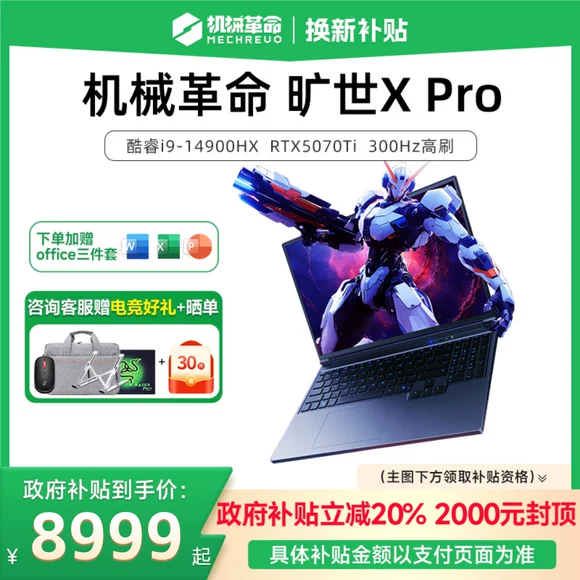 机械革命 MECHREVO 换新补贴
机械革命 旷世X Pro
酷睿i9-14900HX RTX5070Ti 300Hz高刷
下单加赠
office三件套
W X P
咨询客服赠电竞好礼+晒单
+ 30
(主图下方领取补贴资格)
政府补贴到手价:
¥8999起
政府补贴立减20% 2000元封顶
具体补贴金额以支付页面为准